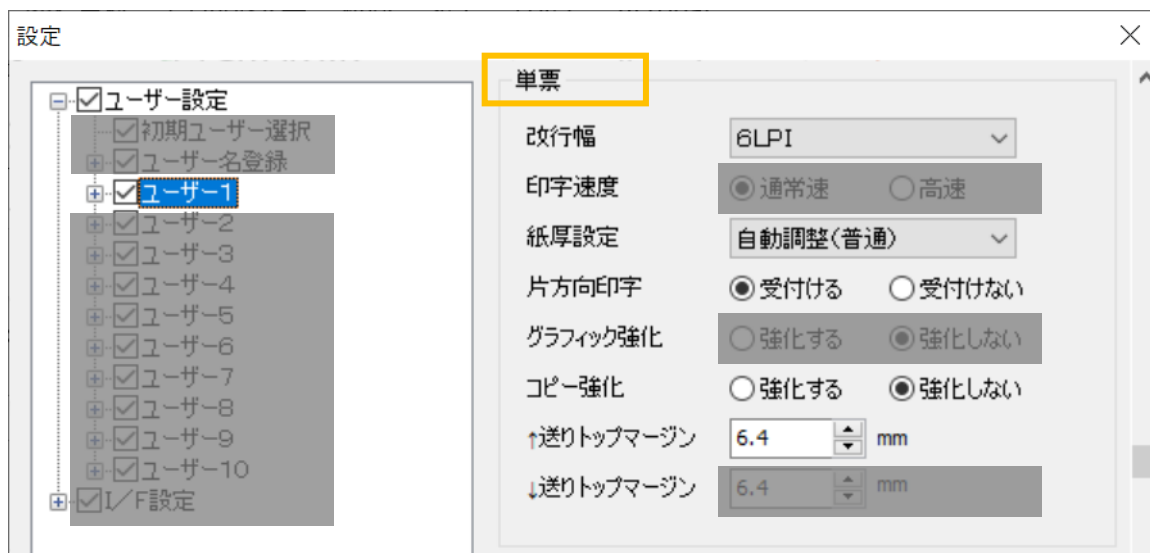 設定
ユーザー設定
初期ユーザー選択
ユーザー名登録
ユーザー1
ユーザー2
ユーザー3
ユーザー4
ユーザー5
ユーザー6
ユーザー7
ユーザー8
ユーザー9
ユーザー10
I/F設定
単票
改行幅 6LPI
印字速度 通常速 高速
紙厚設定 自動調整(普通)
片方向印字 受付ける 受付けない
グラフィック強化 強化する 強化しない
コピー強化 強化する 強化しない
↑送りトップマージン 6.4 mm
↓送りトップマージン 6.4 mm